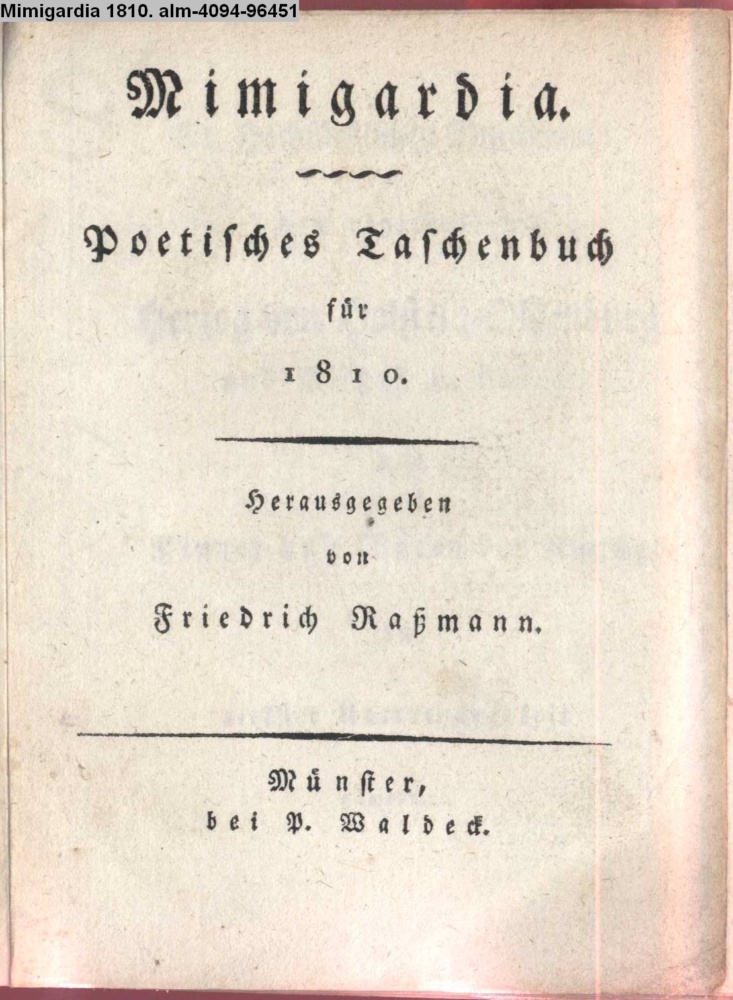 Mimigardia 1810. alm-4094-96451
Mimigardia.
Poetisches Taschenbuch
für
1810.
Herausgegeben
von
Friedrich Raßmann.
Münster,
bei P. Waldeck.